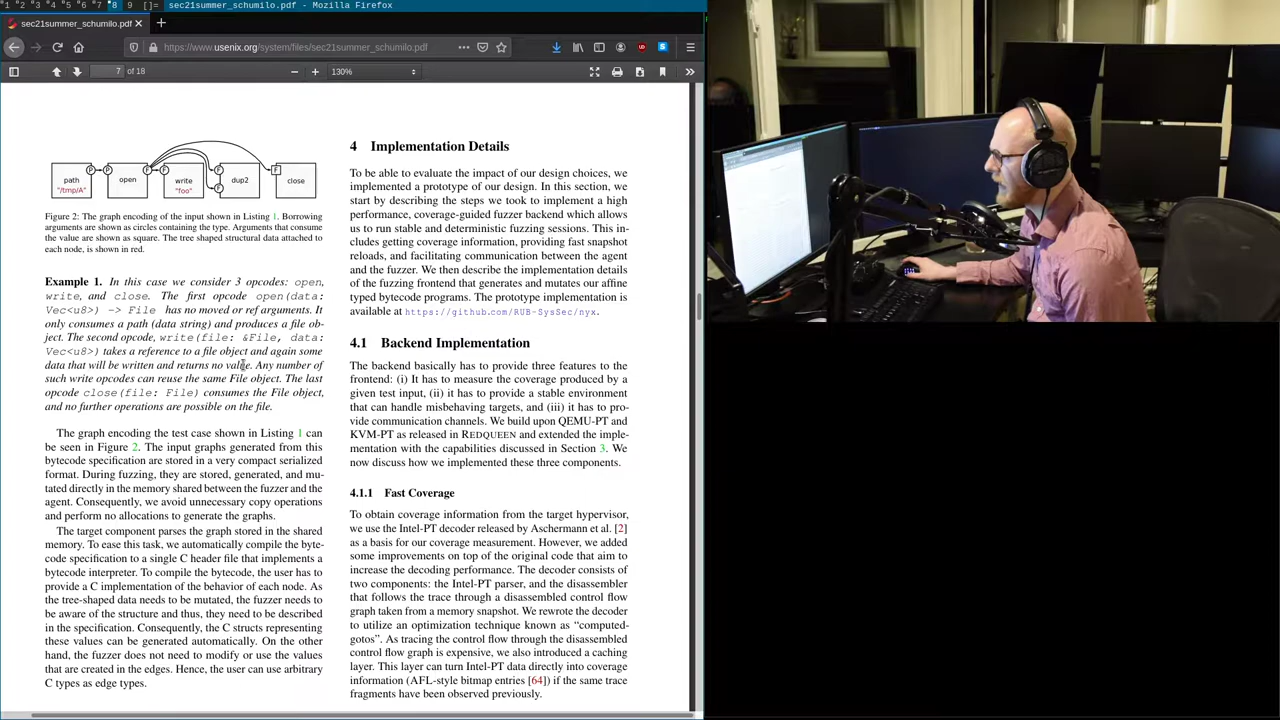 1 2 3 4 5 6 7 8 9 []= sec21summer_schumilo.pdf - Mozilla Firefox
sec21summer_schumilo.pdf
https://www.usenix.org/system/files/sec21summer_schumilo.pdf
7 of 18
130%
path
"/tmp/A"
P
P
open
F
F
write
"foo"
F
F
dup2
F
close
Figure 2: The graph encoding of the input shown in Listing 1. Borrowing
arguments are shown as circles containing the type. Arguments that consume
the value are shown as square. The tree shaped structural data attached to
each node, is shown in red.
Example 1. In this case we consider 3 opcodes: open,
write, and close. The first opcode open(data:
Vec<u8>) -> File has no moved or ref arguments. It
only consumes a path (data string) and produces a file ob-
ject. The second opcode, write(file: &File, data:
Vec<u8>) takes a reference to a file object and again some
data that will be written and returns no value. Any number of
such write opcodes can reuse the same File object. The last
opcode close(file: File) consumes the File object,
and no further operations are possible on the file.
The graph encoding the test case shown in Listing 1 can
be seen in Figure 2. The input graphs generated from this
bytecode specification are stored in a very compact serialized
format. During fuzzing, they are stored, generated, and mu-
tated directly in the memory shared between the fuzzer and the
agent. Consequently, we avoid unnecessary copy operations
and perform no allocations to generate the graphs.
The target component parses the graph stored in the shared
memory. To ease this task, we automatically compile the byte-
code specification to a single C header file that implements a
bytecode interpreter. To compile the bytecode, the user has to
provide a C implementation of the behavior of each node. As
the tree-shaped data needs to be mutated, the fuzzer needs to
be aware of the structure and thus, they need to be described
in the specification. Consequently, the C structs representing
these values can be generated automatically. On the other
hand, the fuzzer does not need to modify or use the values
that are created in the edges. Hence, the user can use arbitrary
C types as edge types.
4 Implementation Details
To be able to evaluate the impact of our design choices, we
implemented a prototype of our design. In this section, we
start by describing the steps we took to implement a high
performance, coverage-guided fuzzer backend which allows
us to run stable and deterministic fuzzing sessions. This in-
cludes getting coverage information, providing fast snapshot
reloads, and facilitating communication between the agent
and the fuzzer. We then describe the implementation details
of the fuzzing frontend that generates and mutates our affine
typed bytecode programs. The prototype implementation is
available at https://github.com/RUB-SysSec/nyx.
4.1 Backend Implementation
The backend basically has to provide three features to the
frontend: (i) It has to measure the coverage produced by a
given test input, (ii) it has to provide a stable environment
that can handle misbehaving targets, and (iii) it has to pro-
vide communication channels. We build upon QEMU-PT and
KVM-PT as released in REDQUEEN and extended the imple-
mentation with the capabilities discussed in Section 3. We
now discuss how we implemented these three components.
4.1.1 Fast Coverage
To obtain coverage information from the target hypervisor,
we use the Intel-PT decoder released by Aschermann et al. [2]
as a basis for our coverage measurement. However, we added
some improvements on top of the original code that aim to
increase the decoding performance. The decoder consists of
two components: the Intel-PT parser, and the disassembler
that follows the trace through a disassembled control flow
graph taken from a memory snapshot. We rewrote the decoder
to utilize an optimization technique known as “computed-
gotos”. As tracing the control flow through the disassembled
control flow graph is expensive, we also introduced a caching
layer. This layer can turn Intel-PT data directly into coverage
information (AFL-style bitmap entries [64]) if the same trace
fragments have been observed previously.